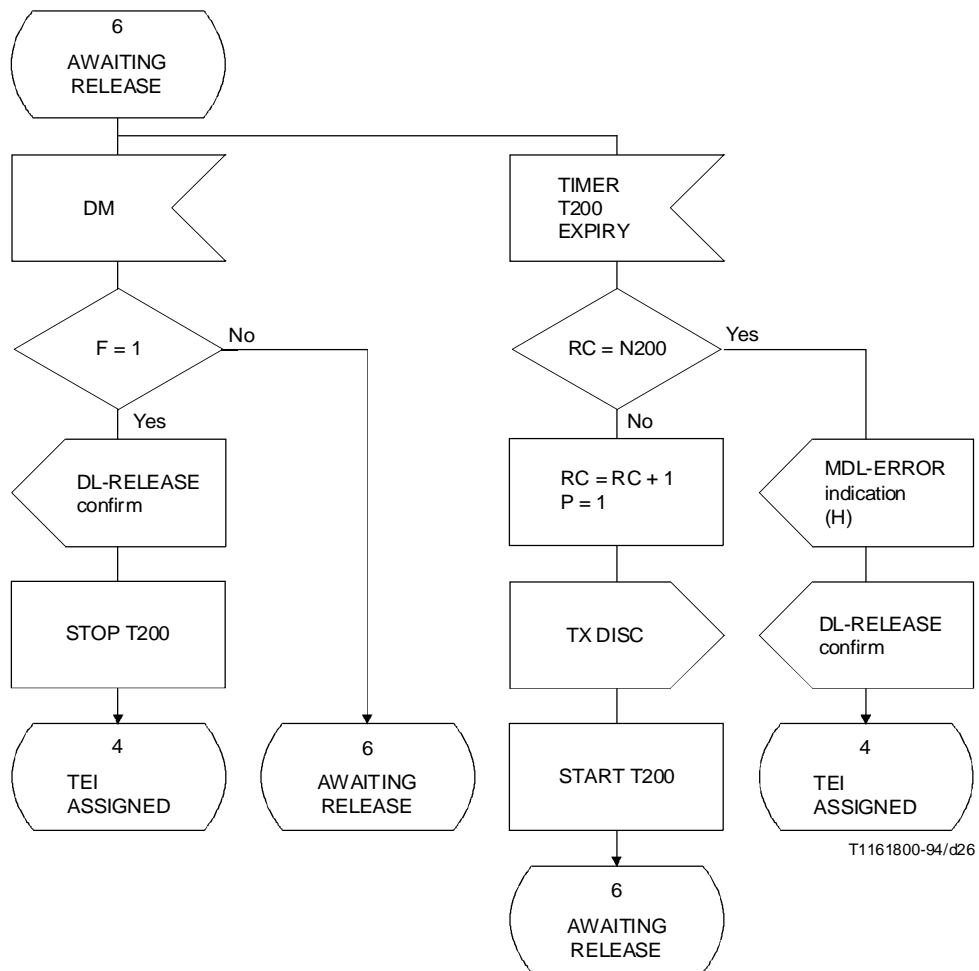 6
AWAITING
RELEASE
DM
TIMER
T200
EXPIRY
F = 1
No
Yes
RC = N200
Yes
No
DL-RELEASE
confirm
RC = RC + 1
P = 1
MDL-ERROR
indication
(H)
STOP T200
TX DISC
DL-RELEASE
confirm
4
TEI
ASSIGNED
6
AWAITING
RELEASE
START T200
4
TEI
ASSIGNED
T1161800-94/d26
6
AWAITING
RELEASE